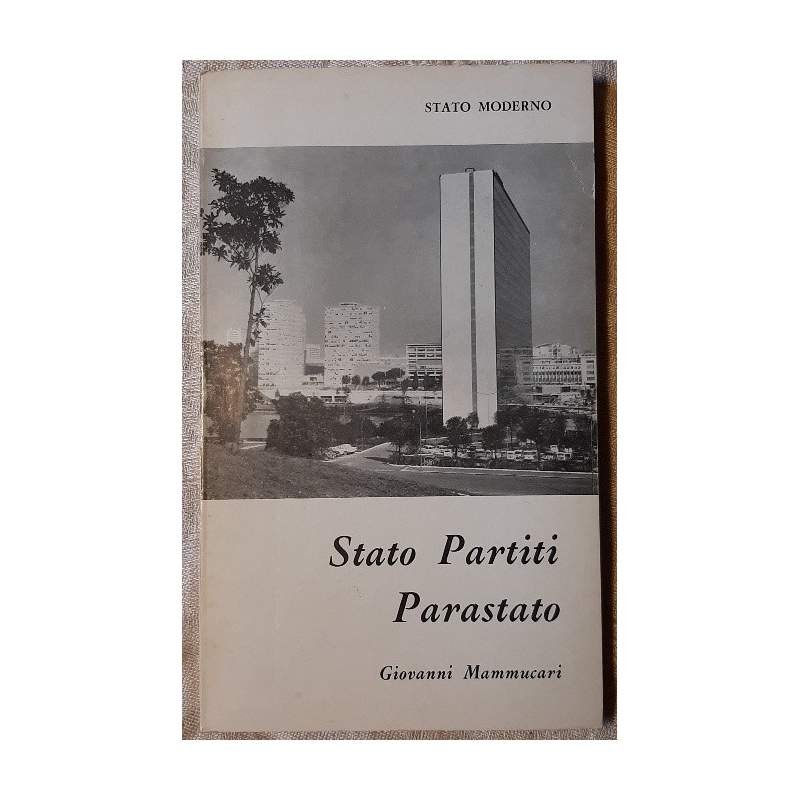 STATO MODERNO
Stato Partiti
Parastato
Giovanni Mammucari